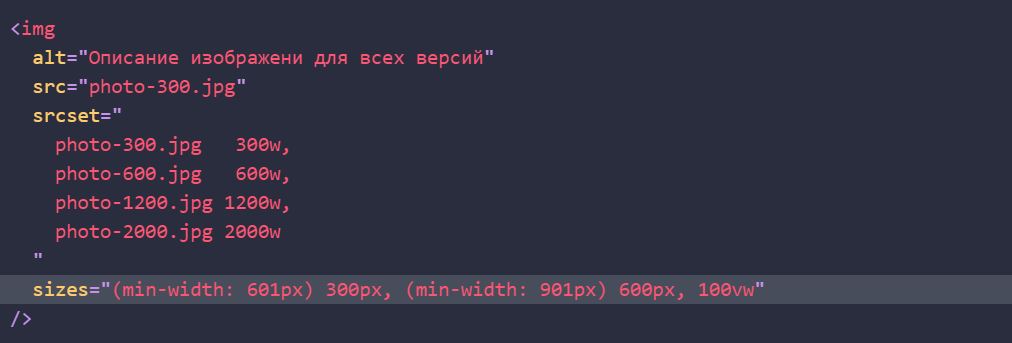 <img
alt="Описание изображени для всех версий"
src="photo-300.jpg"
srcset="
photo-300.jpg 300w,
photo-600.jpg 600w,
photo-1200.jpg 1200w,
photo-2000.jpg 2000w
"
sizes="(min-width: 601px) 300px, (min-width: 901px) 600px, 100vw"
/>